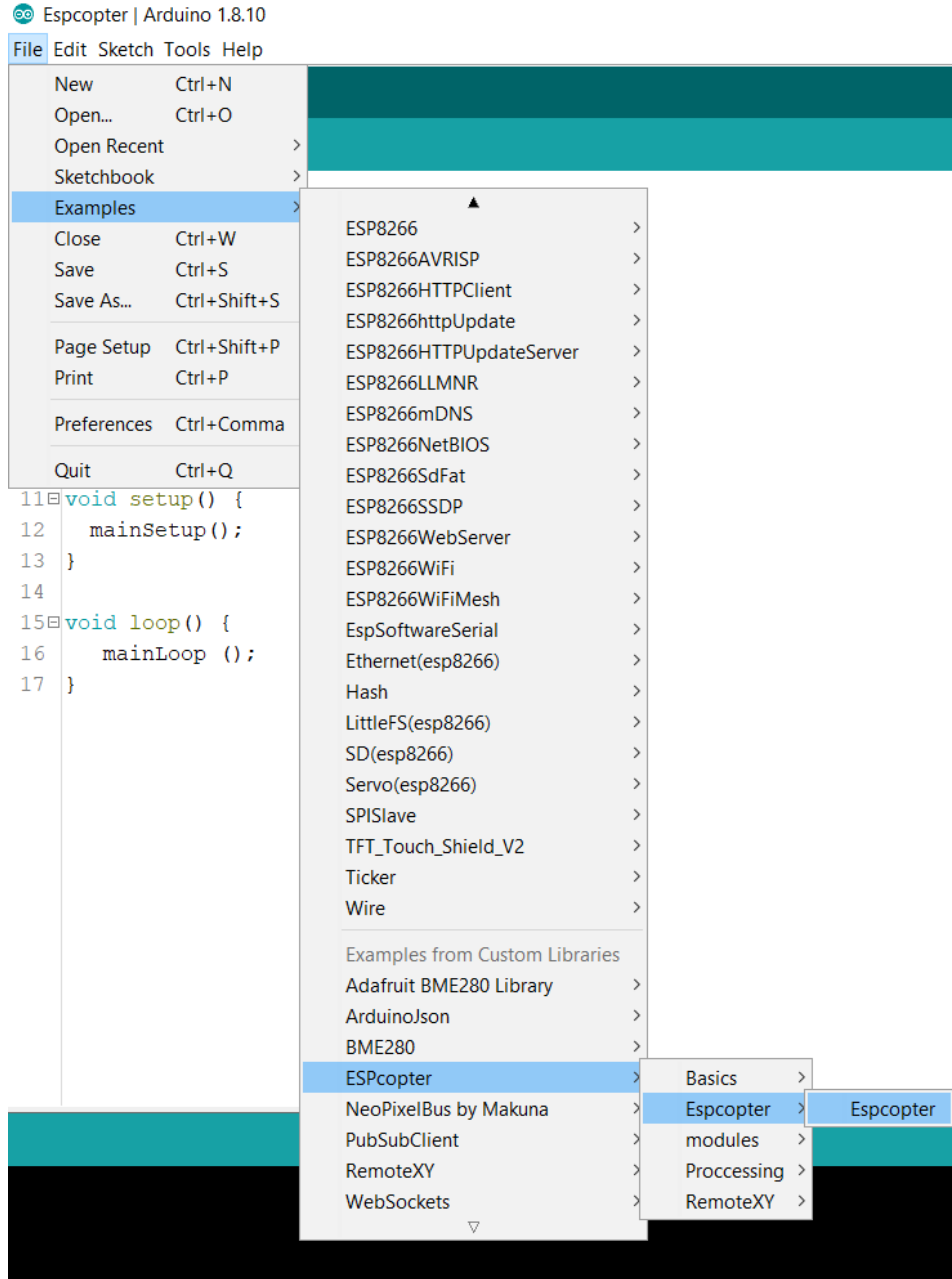 Espcopter | Arduino 1.8.10
File Edit Sketch Tools Help
New Ctrl+N
Open... Ctrl+O
Open Recent
Sketchbook
Examples
Close Ctrl+W
Save Ctrl+S
Save As... Ctrl+Shift+S
Page Setup Ctrl+Shift+P
Print Ctrl+P
Preferences Ctrl+Comma
Quit Ctrl+Q
11 void setup() {
12 mainSetup();
13 }
14
15 void loop() {
16 mainLoop ();
17 }
ESP8266
ESP8266AVRISP
ESP8266HTTPClient
ESP8266httpUpdate
ESP8266HTTPUpdateServer
ESP8266LLMNR
ESP8266mDNS
ESP8266NetBIOS
ESP8266SdFat
ESP8266SSDP
ESP8266WebServer
ESP8266WiFi
ESP8266WiFiMesh
EspSoftwareSerial
Ethernet(esp8266)
Hash
LittleFS(esp8266)
SD(esp8266)
Servo(esp8266)
SPISlave
TFT_Touch_Shield_V2
Ticker
Wire
Examples from Custom Libraries
Adafruit BME280 Library
ArduinoJson
BME280
ESPcopter
NeoPixelBus by Makuna
PubSubClient
RemoteXY
WebSockets
Basics
Espcopter
modules
Proccessing
RemoteXY
Espcopter